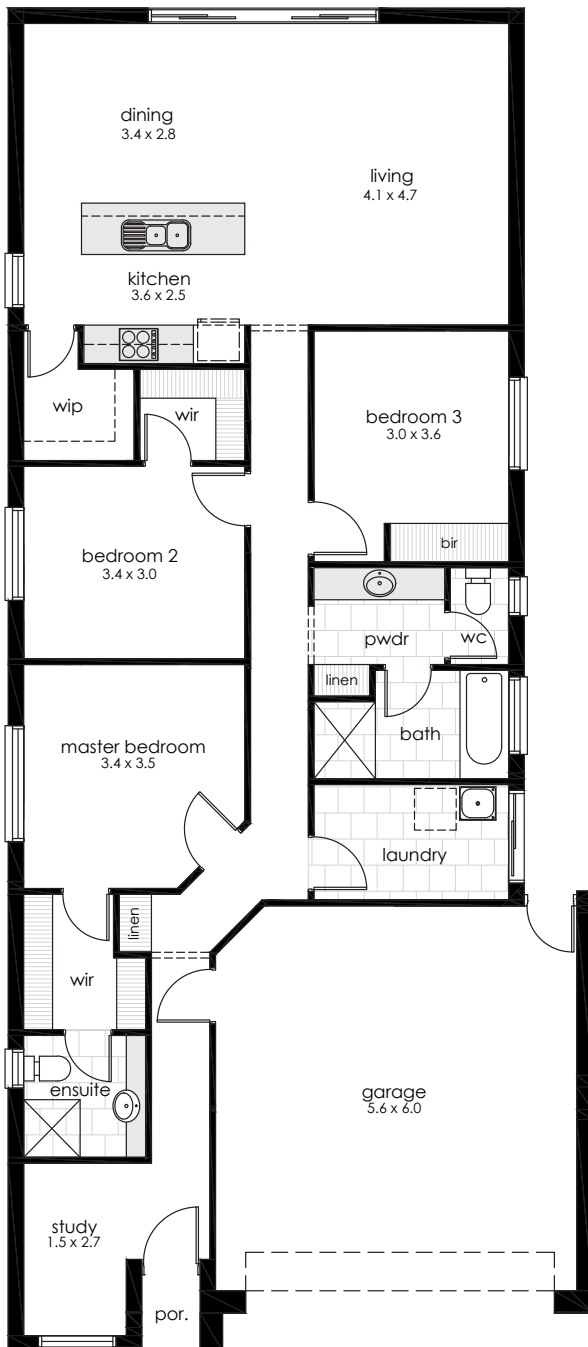 dining
3.4 x 2.8
living
4.1 x 4.7
kitchen
3.6 x 2.5
wip
wir
bedroom 3
3.0 x 3.6
bir
bedroom 2
3.4 x 3.0
pwdr
wc
linen
bath
master bedroom
3.4 x 3.5
laundry
linen
wir
ensuite
garage
5.6 x 6.0
study
1.5 x 2.7
por.